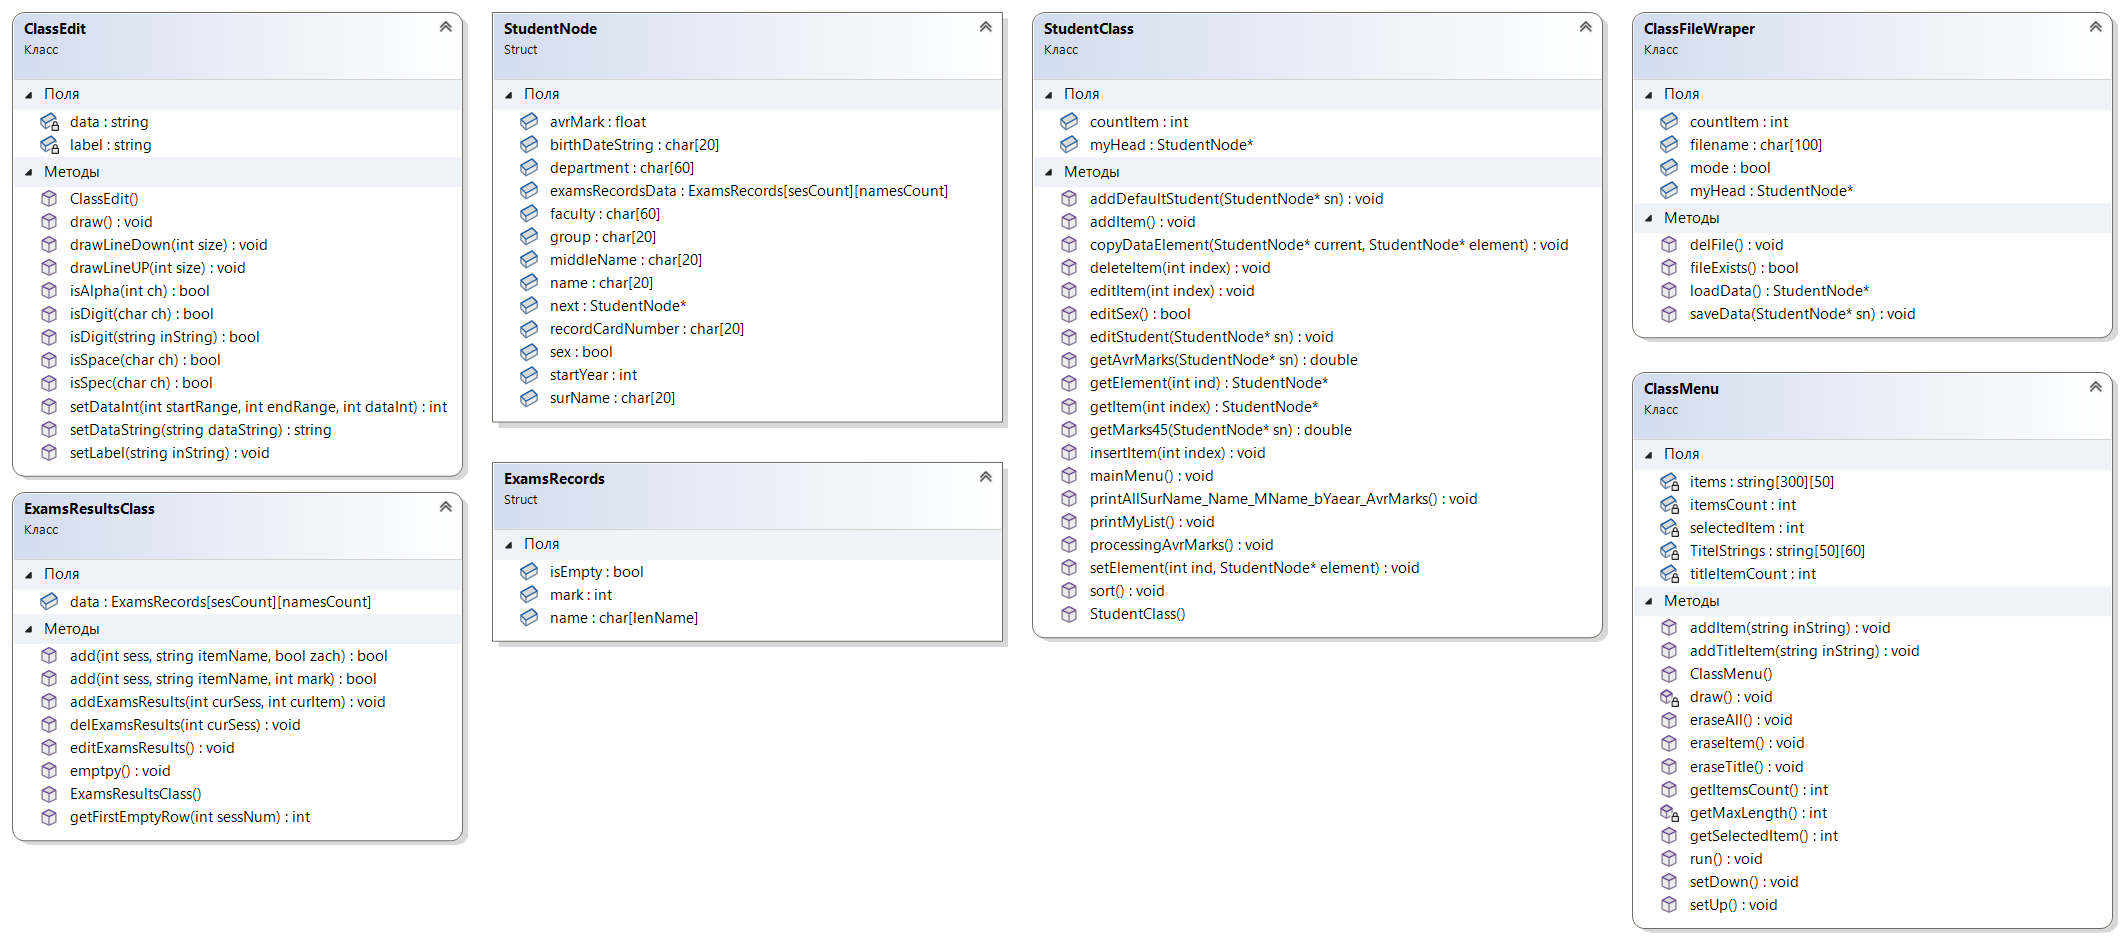 ClassEdit
Класс
Поля
data : string
label : string
Методы
ClassEdit()
draw() : void
drawLineDown(int size) : void
drawLineUP(int size) : void
isAlpha(int ch) : bool
isDigit(char ch) : bool
isDigit(string inString) : bool
isSpace(char ch) : bool
isSpec(char ch) : bool
setDataInt(int startRange, int endRange, int dataInt) : int
setDataString(string dataString) : string
setLabel(string inString) : void
ExamsResultsClass
Класс
Поля
data : ExamsRecords[sesCount][namesCount]
Методы
add(int sess, string itemName, bool zach) : bool
add(int sess, string itemName, int mark) : bool
addExamsResults(int curSess, int curItem) : void
delExamsResults(int curSess) : void
editExamsResults() : void
emptpy() : void
ExamsResultsClass()
getFirstEmptyRow(int sessNum) : int
StudentNode
Struct
Поля
avrMark : float
birthDateString : char[20]
department : char[60]
examsRecordsData : ExamsRecords[sesCount][namesCount]
faculty : char[60]
group : char[20]
middleName : char[20]
name : char[20]
next : StudentNode*
recordCardNumber : char[20]
sex : bool
startYear : int
surName : char[20]
ExamsRecords
Struct
Поля
isEmpty : bool
mark : int
name : char[lenName]
StudentClass
Класс
Поля
countItem : int
myHead : StudentNode*
Методы
addDefaultStudent(StudentNode* sn) : void
addItem() : void
copyDataElement(StudentNode* current, StudentNode* element) : void
deleteItem(int index) : void
editItem(int index) : void
editSex() : bool
editStudent(StudentNode* sn) : void
getAvrMarks(StudentNode* sn) : double
getElement(int ind) : StudentNode*
getItem(int index) : StudentNode*
getMarks45(StudentNode* sn) : double
insertItem(int index) : void
mainMenu() : void
printAllSurName_Name_MName_bYaear_AvrMarks() : void
printMyList() : void
processingAvrMarks() : void
setElement(int ind, StudentNode* element) : void
sort() : void
StudentClass()
ClassFileWraper
Класс
Поля
countItem : int
filename : char[100]
mode : bool
myHead : StudentNode*
Методы
delFile() : void
fileExists() : bool
loadData() : StudentNode*
saveData(StudentNode* sn) : void
ClassMenu
Класс
Поля
items : string[300][50]
itemsCount : int
selectedItem : int
TitelStrings : string[50][60]
titleItemCount : int
Методы
addItem(string inString) : void
addTitleItem(string inString) : void
ClassMenu()
draw() : void
eraseAll() : void
eraseItem() : void
eraseTitle() : void
getItemsCount() : int
getMaxLength() : int
getSelectedItem() : int
run() : void
setDown() : void
setUp() : void